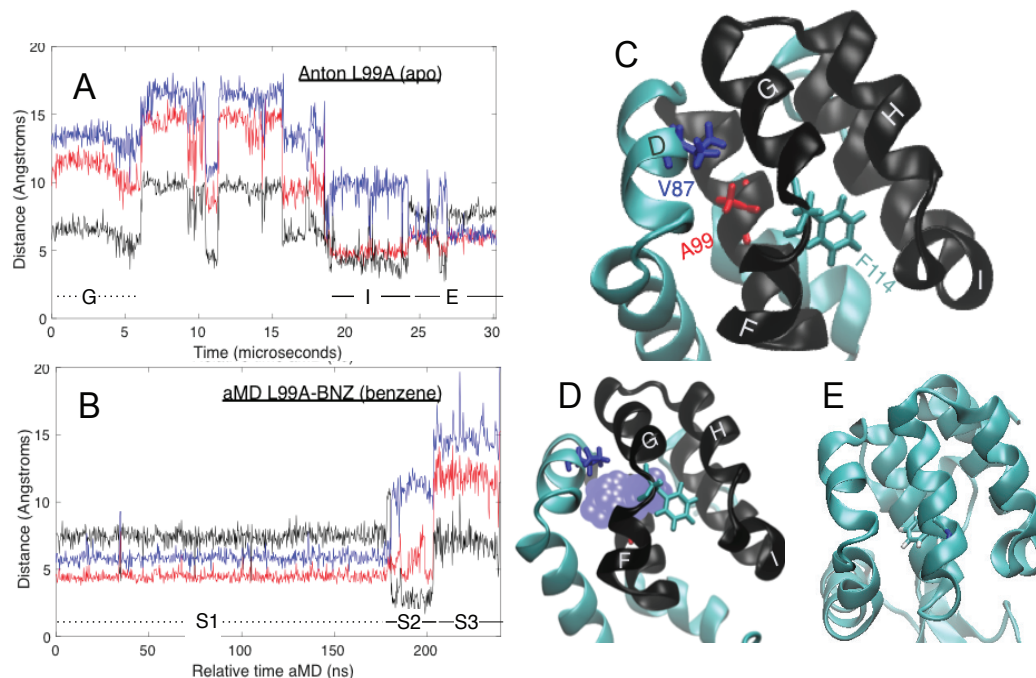 A
Anton L99A (apo)
Distance (Angstroms)
20
15
10
5
0
G
I
E
0
5
10
15
20
25
30
Time (microseconds)
B
aMD L99A-BNZ (benzene)
Distance (Angstroms)
20
15
10
5
0
S1
S2
S3
0
50
100
150
200
Relative time aMD (ns)
C
G
H
D
V87
A99
F114
F
I
D
G
H
F
I
E